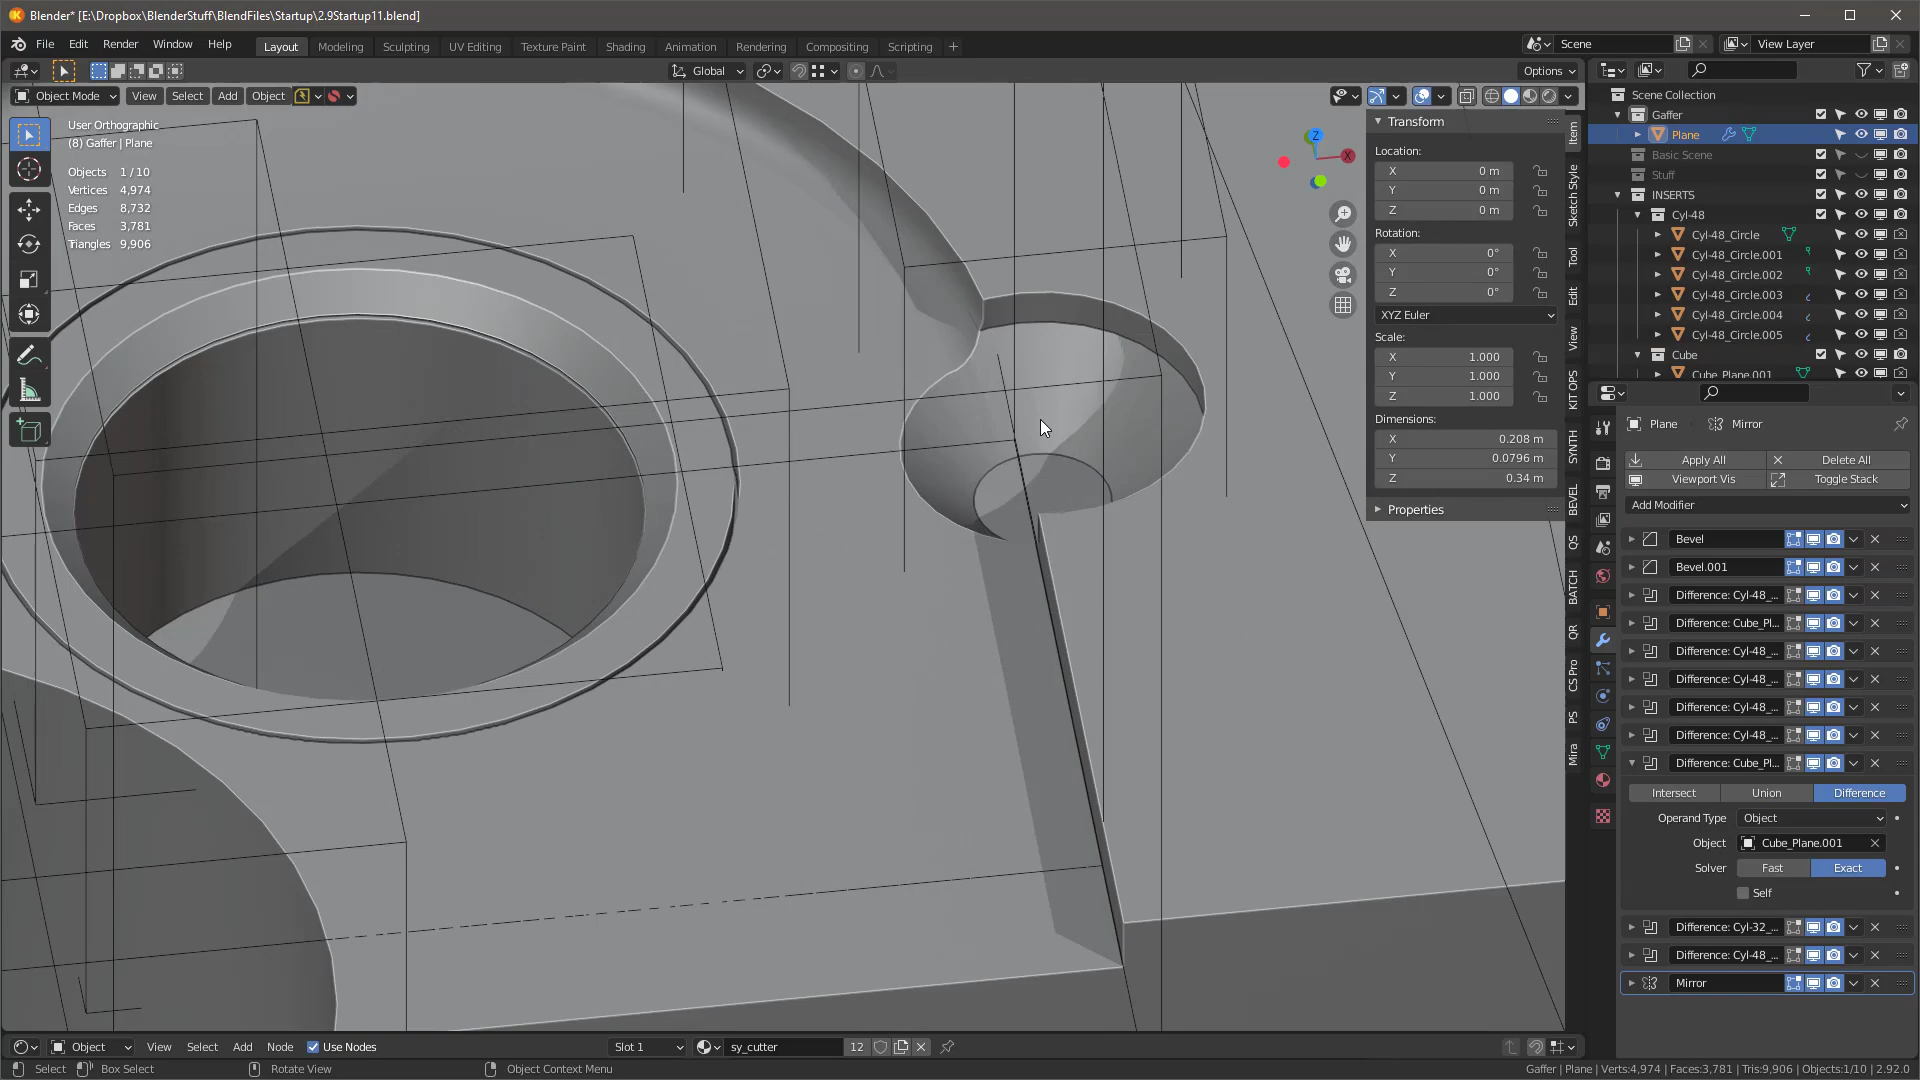 Blender* [E:\Dropbox\BlenderStuff\BlendFiles\Startup\2.9Startup11.blend]
File Edit Render Window Help Layout Modeling Sculpting UV Editing Texture Paint Shading Animation Rendering Compositing Scripting + Scene View Layer
Global Options
Object Mode View Select Add Object
User Orthographic
(8) Gaffer | Plane
Objects 1 / 10
Vertices 4,974
Edges 8,732
Faces 3,781
Triangles 9,906
Z
X
Transform
Location:
X 0 m
Y 0 m
Z 0 m
Rotation:
X 0°
Y 0°
Z 0°
XYZ Euler
Scale:
X 1.000
Y 1.000
Z 1.000
Dimensions:
X 0.208 m
Y 0.0796 m
Z 0.34 m
Properties
Item
Sketch Style
Tool
Edit
View
KIT OPS
SYNTH
BEVEL
QS
BATCH
QR
CS Pro
PS
Mira
Scene Collection
Gaffer
Plane
Basic Scene
Stuff
INSERTS
Cyl-48
Cyl-48_Circle
Cyl-48_Circle.001
Cyl-48_Circle.002
Cyl-48_Circle.003
Cyl-48_Circle.004
Cyl-48_Circle.005
Cube
Cube_Plane.001
Plane Mirror
Apply All Delete All
Viewport Vis Toggle Stack
Add Modifier
Bevel
Bevel.001
Difference: Cyl-48_...
Difference: Cube_Pl...
Difference: Cyl-48_...
Difference: Cyl-48_...
Difference: Cyl-48_...
Difference: Cyl-48_...
Difference: Cube_Pl...
Intersect Union Difference
Operand Type Object
Object Cube_Plane.001
Solver Fast Exact
Self
Difference: Cyl-32_...
Difference: Cyl-48_...
Mirror
Object View Select Add Node Use Nodes Slot 1 sy_cutter 12
Select Box Select Rotate View Object Context Menu Gaffer | Plane | Verts:4,974 | Faces:3,781 | Tris:9,906 | Objects:1/10 | 2.92.0